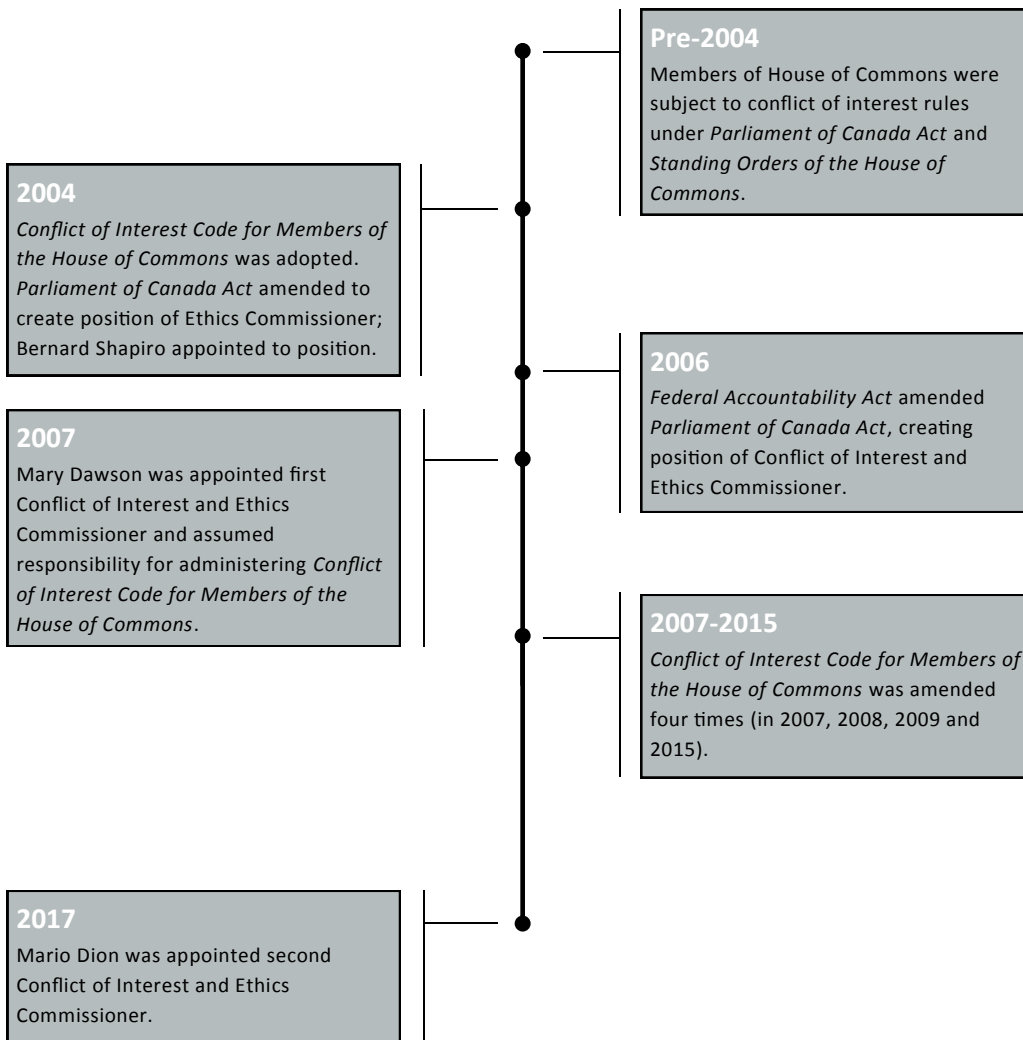 Pre-2004
Members of House of Commons were
subject to conflict of interest rules
under Parliament of Canada Act and
Standing Orders of the House of
Commons.
2004
Conflict of Interest Code for Members of
the House of Commons was adopted.
Parliament of Canada Act amended to
create position of Ethics Commissioner;
Bernard Shapiro appointed to position.
2006
Federal Accountability Act amended
Parliament of Canada Act, creating
position of Conflict of Interest and
Ethics Commissioner.
2007
Mary Dawson was appointed first
Conflict of Interest and Ethics
Commissioner and assumed
responsibility for administering Conflict
of Interest Code for Members of the
House of Commons.
2007-2015
Conflict of Interest Code for Members of
the House of Commons was amended
four times (in 2007, 2008, 2009 and
2015).
2017
Mario Dion was appointed second
Conflict of Interest and Ethics
Commissioner.